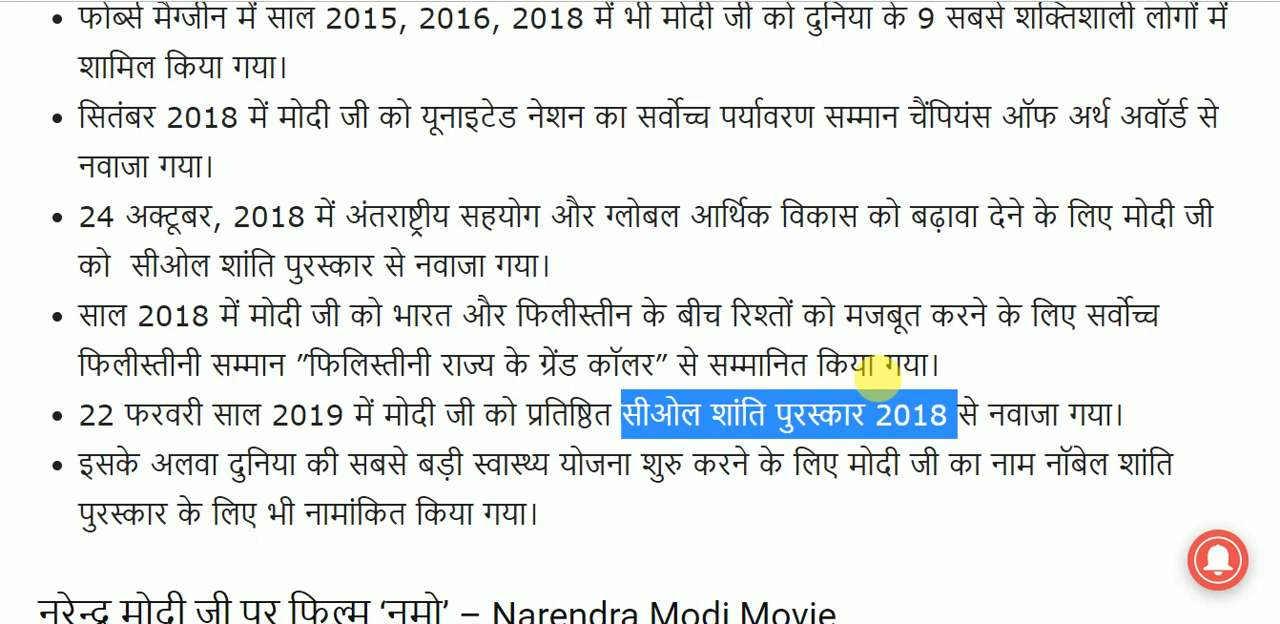 फोर्ब्स मैग्जीन में साल 2015, 2016, 2018 में भी मोदी जी को दुनिया के 9 सबसे शक्तिशाली लोगों में
शामिल किया गया।
सितंबर 2018 में मोदी जी को यूनाइटेड नेशन का सर्वोच्च पर्यावरण सम्मान चैंपियंस ऑफ अर्थ अवॉर्ड से
नवाजा गया।
24 अक्टूबर, 2018 में अंतराष्ट्रीय सहयोग और ग्लोबल आर्थिक विकास को बढ़ावा देने के लिए मोदी जी
को सीओल शांति पुरस्कार से नवाजा गया।
साल 2018 में मोदी जी को भारत और फिलीस्तीन के बीच रिश्तों को मजबूत करने के लिए सर्वोच्च
फिलीस्तीनी सम्मान ”फिलिस्तीनी राज्य के ग्रेंड कॉलर” से सम्मानित किया गया।
22 फरवरी साल 2019 में मोदी जी को प्रतिष्ठित सीओल शांति पुरस्कार 2018 से नवाजा गया।
इसके अलवा दुनिया की सबसे बड़ी स्वास्थ्य योजना शुरु करने के लिए मोदी जी का नाम नॉबेल शांति
पुरस्कार के लिए भी नामांकित किया गया।
नरेन्द्र मोदी जी पर फिल्म ‘नमो’ – Narendra Modi Movie